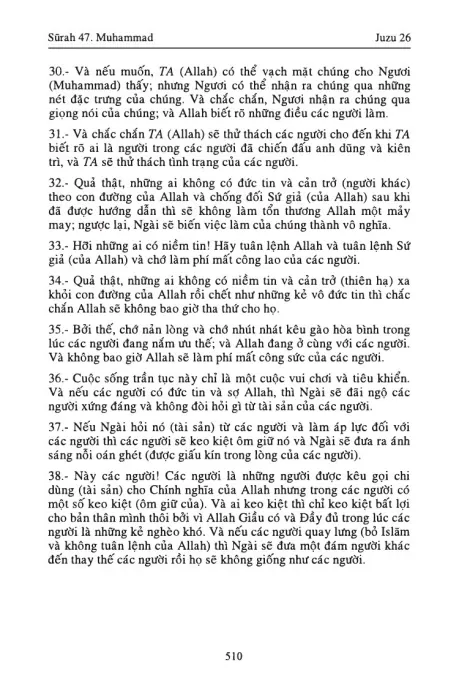 Sūrah 47. Muhammad Juzu 26
30.- Và nếu muốn, TA (Allah) có thể vạch mặt chúng cho Ngươi
(Muhammad) thấy; nhưng Ngươi có thể nhận ra chúng qua những
nét đặc trưng của chúng. Và chắc chắn, Ngươi nhận ra chúng qua
giọng nói của chúng; và Allah biết rõ những điều các người làm.
31.- Và chắc chắn TA (Allah) sẽ thử thách các người cho đến khi TA
biết rõ ai là người trong các người đã chiến đấu anh dũng và kiên
trì, và TA sẽ thử thách tình trạng của các người.
32.- Quả thật, những ai không có đức tin và cản trở (người khác)
theo con đường của Allah và chống đối Sứ giả (của Allah) sau khi
đã được hướng dẫn thì sẽ không làm tổn thương Allah một mảy
may; ngược lại, Ngài sẽ biến việc làm của chúng thành vô nghĩa.
33.- Hỡi những ai có niềm tin! Hãy tuân lệnh Allah và tuân lệnh Sứ
giả (của Allah) và chớ làm phí mất công lao của các người.
34.- Quả thật, những ai không có niềm tin và cản trở (thiên hạ) xa
khỏi con đường của Allah rồi chết như những kẻ vô đức tin thì chắc
chắn Allah sẽ không bao giờ tha thứ cho họ.
35.- Bởi thế, chớ nản lòng và chớ nhút nhát kêu gào hòa bình trong
lúc các người đang nắm ưu thế; và Allah đang ở cùng với các người.
Và không bao giờ Allah sẽ làm phí mất công sức của các người.
36.- Cuộc sống trần tục này chỉ là một cuộc vui chơi và tiêu khiển.
Và nếu các người có đức tin và sợ Allah, thì Ngài sẽ đãi ngộ các
người xứng đáng và không đòi hỏi gì từ tài sản của các người.
37.- Nếu Ngài hỏi nó (tài sản) từ các người và làm áp lực đối với
các người thì các người sẽ keo kiệt ôm giữ nó và Ngài sẽ đưa ra ánh
sáng nỗi oán ghét (được giấu kín trong lòng của các người).
38.- Này các người! Các người là những người được kêu gọi chi
dùng (tài sản) cho Chính nghĩa của Allah nhưng trong các người có
một số keo kiệt (ôm giữ của). Và ai keo kiệt thì chỉ keo kiệt bất lợi
cho bản thân mình thôi bởi vì Allah Giầu có và Đầy đủ trong lúc các
người là những kẻ nghèo khó. Và nếu các người quay lưng (bỏ Islām
và không tuân lệnh của Allah) thì Ngài sẽ đưa một đám người khác
đến thay thế các người rồi họ sẽ không giống như các người.
510